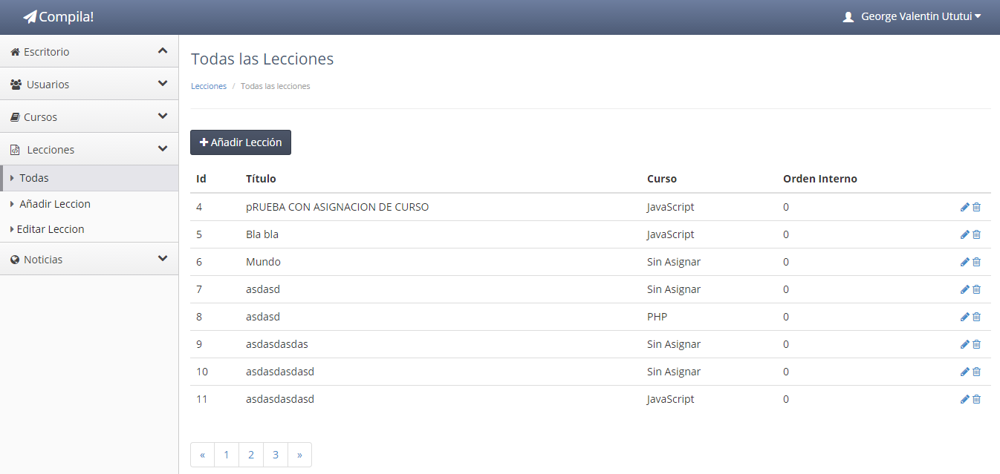 Compila!
George Valentin Ututui
Escritorio
Usuarios
Cursos
Lecciones
Todas
Añadir Leccion
Editar Leccion
Noticias
Todas las Lecciones
Lecciones / Todas las lecciones
Añadir Lección
Id Título Curso Orden Interno
4 pRUEBA CON ASIGNACION DE CURSO JavaScript 0
5 Bla bla JavaScript 0
6 Mundo Sin Asignar 0
7 asdasd Sin Asignar 0
8 asdasd PHP 0
9 asdasdasdas Sin Asignar 0
10 asdasdasdasd Sin Asignar 0
11 asdasdasdasd JavaScript 0
« 1 2 3 »